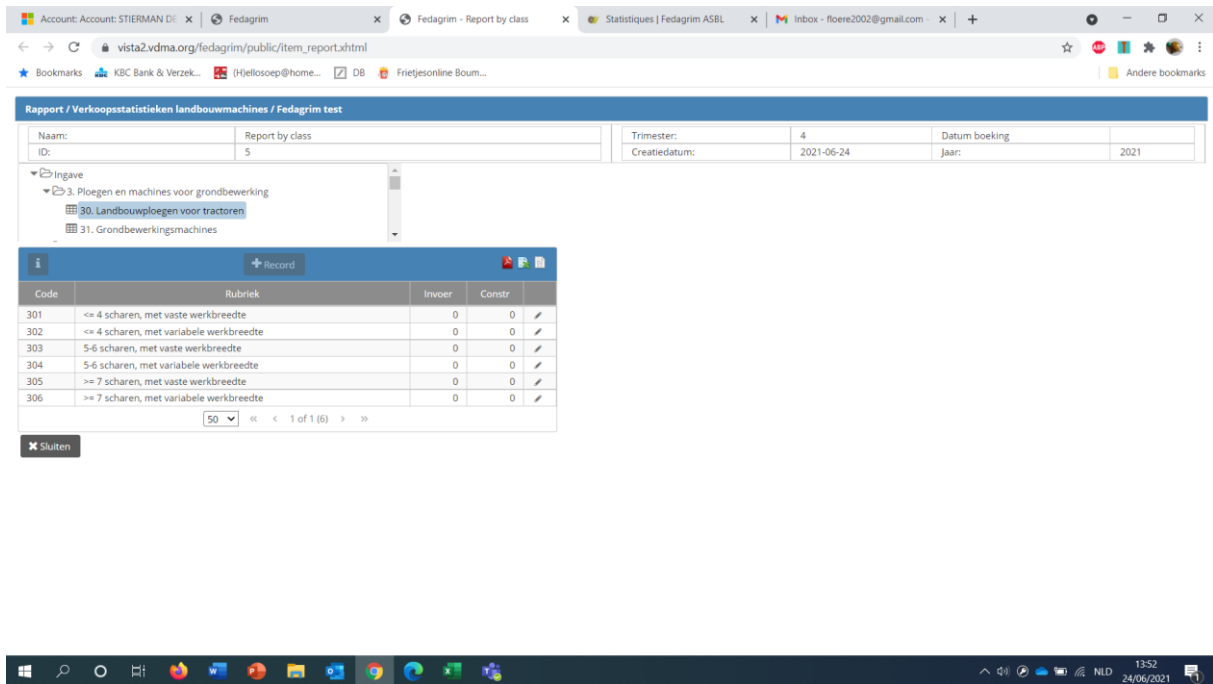 Account: Account: STIERMAN DE
Fedagrim
Fedagrim - Report by class
Statistiques | Fedagrim ASBL
Inbox - floere2002@gmail.com -
vista2.vdma.org/fedagrim/public/item_report.xhtml
ABP
Bookmarks
KBC Bank & Verzek...
(H)ellosoep@home...
DB
Frietjesonline Boum...
Andere bookmarks
Rapport / Verkoopsstatistieken landbouwmachines / Fedagrim test
Naam: Report by class Trimester: 4 Datum boeking
ID: 5 Creatiedatum: 2021-06-24 Jaar: 2021
Ingave
3. Ploegen en machines voor grondbewerking
30. Landbouwploegen voor tractoren
31. Grondbewerkingsmachines
i + Record
Code Rubriek Invoer Constr
301 <= 4 scharen, met vaste werkbreedte 0 0
302 <= 4 scharen, met variabele werkbreedte 0 0
303 5-6 scharen, met vaste werkbreedte 0 0
304 5-6 scharen, met variabele werkbreedte 0 0
305 >= 7 scharen, met vaste werkbreedte 0 0
306 >= 7 scharen, met variabele werkbreedte 0 0
50 << < 1 of 1 (6) > >>
Sluiten
NLD 13:52
24/06/2021